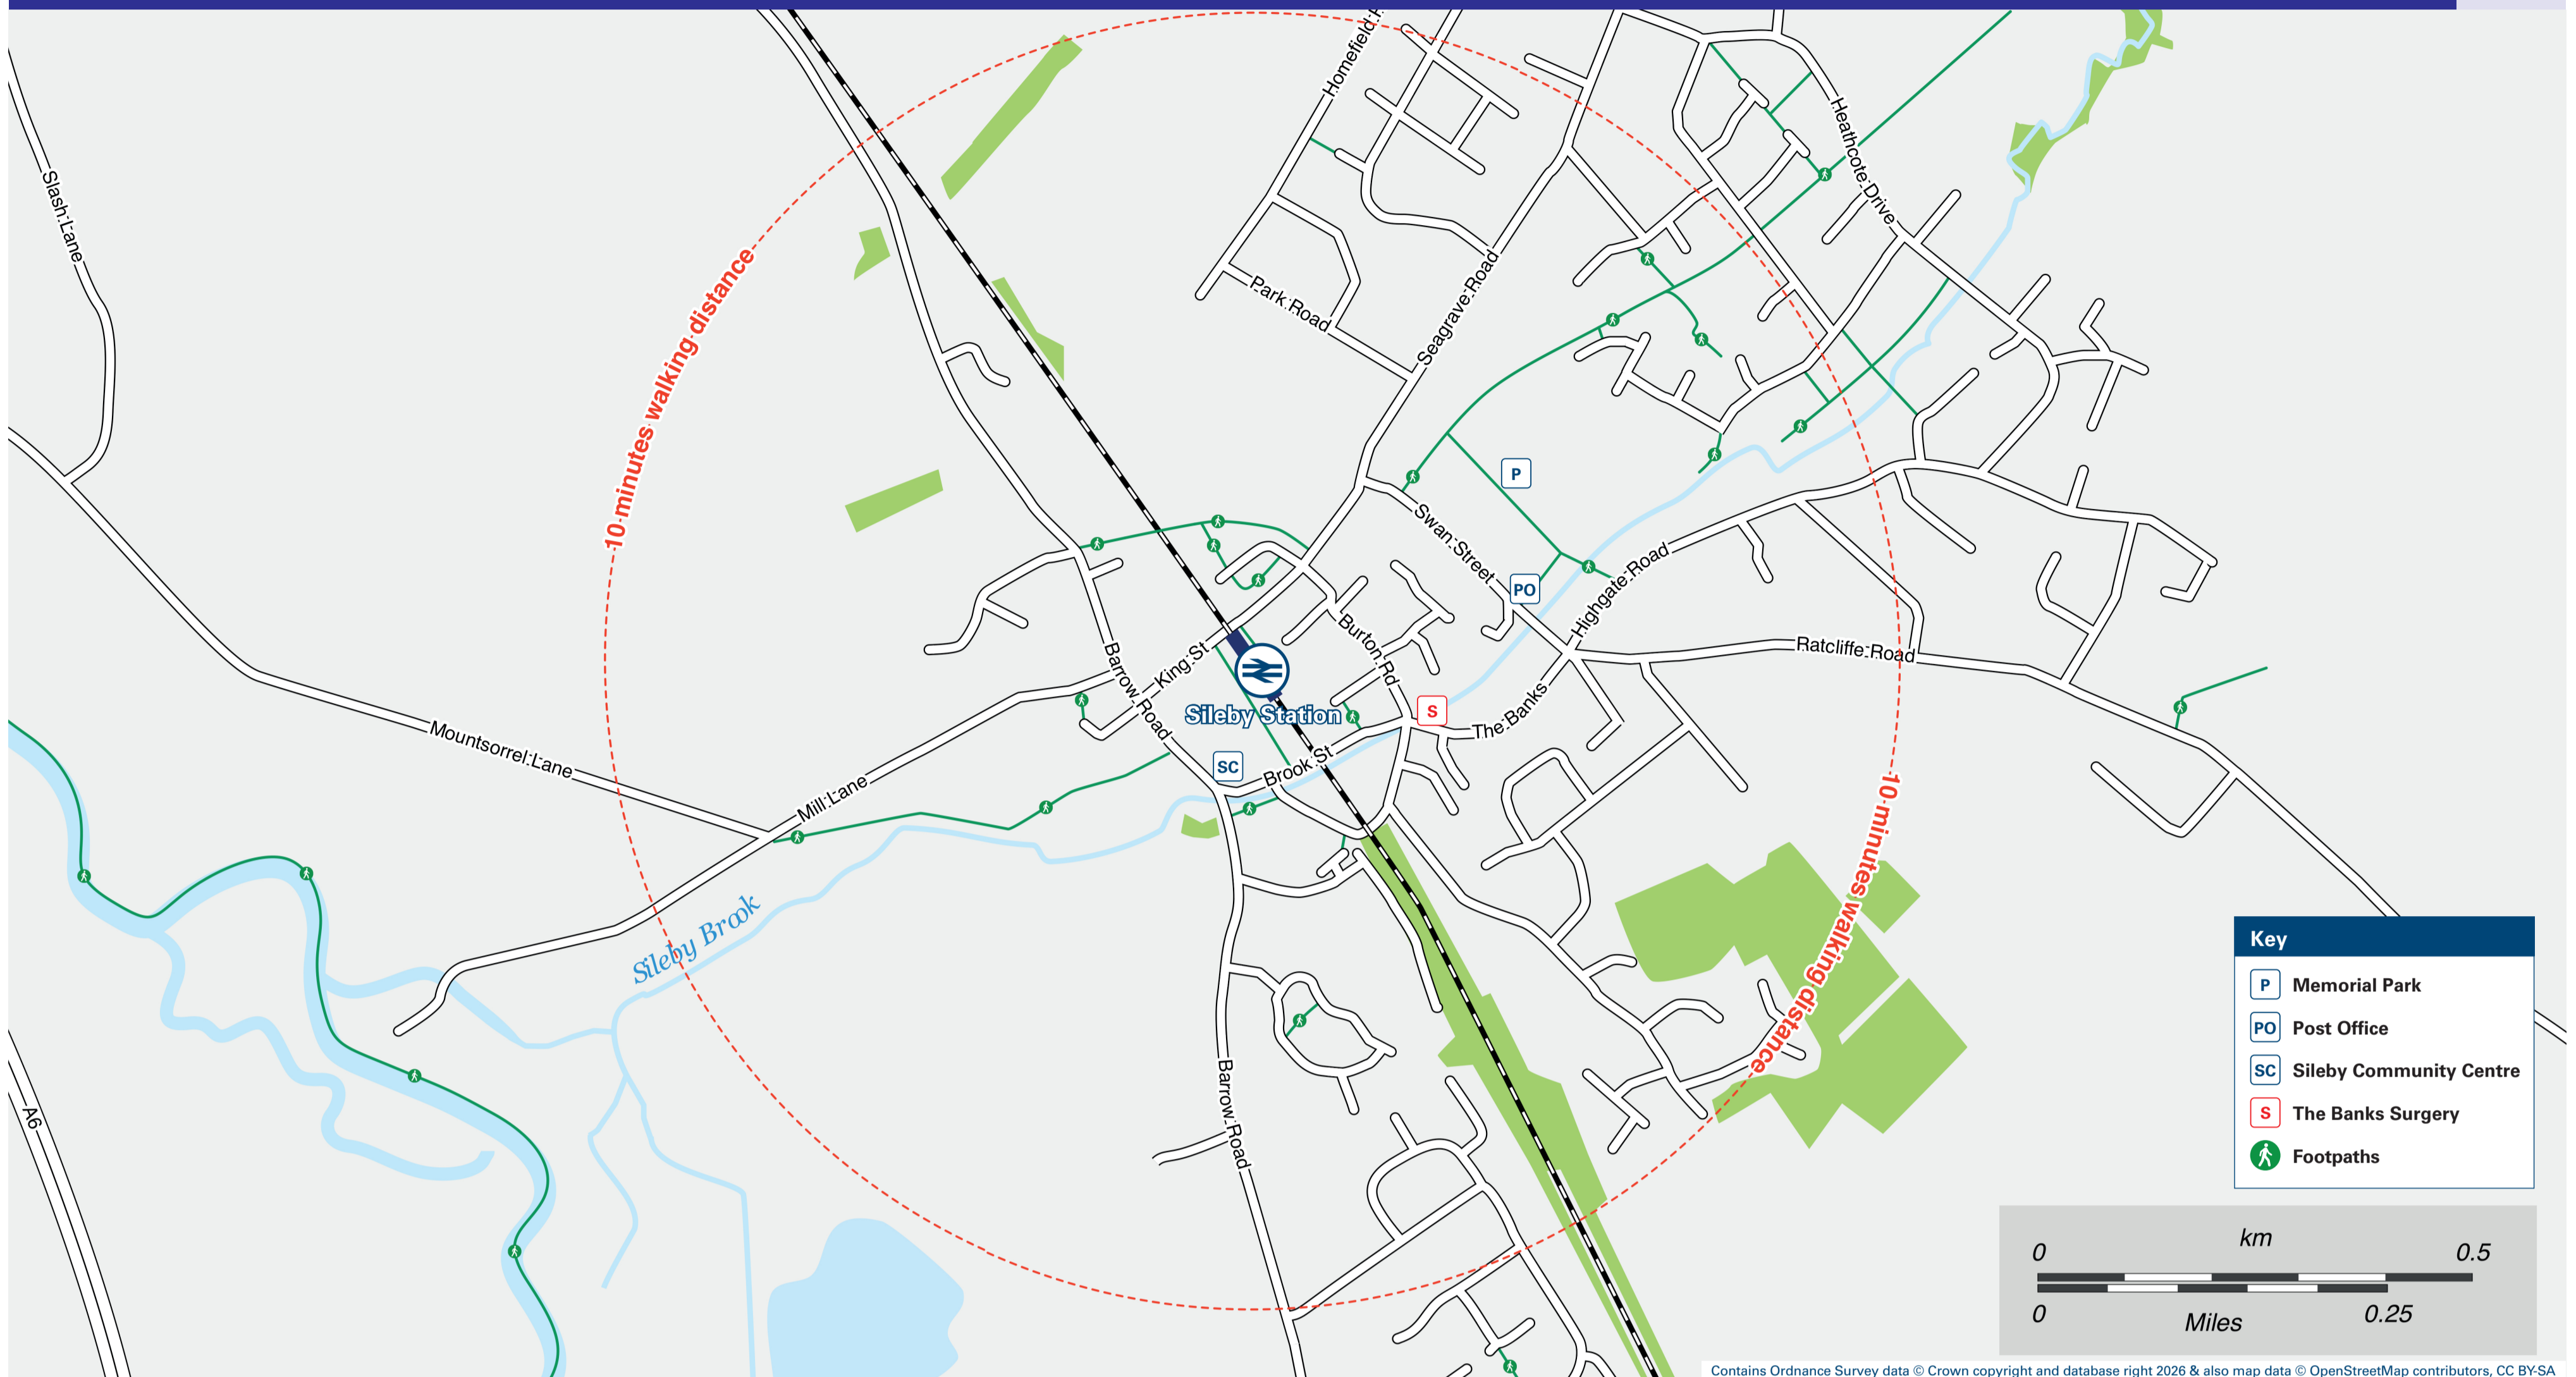 Homefield
Slash Lane
Heathcote Drive
10 minutes walking distance
Park Road
Seagrave Road
Swan Street
Highgate Road
Burton Rd
Barrow Road
King St
Ratcliffe Road
Sileby Station
The Banks
Brook St
Mountsorrel Lane
Mill Lane
Sileby Brook
10 minutes walking distance
Barrow Road
A6
P
PO
S
SC
Key
P Memorial Park
PO Post Office
SC Sileby Community Centre
S The Banks Surgery
Footpaths
km
0 0.5
0 0.25
Miles
Contains Ordnance Survey data © Crown copyright and database right 2026 & also map data © OpenStreetMap contributors, CC BY-SA